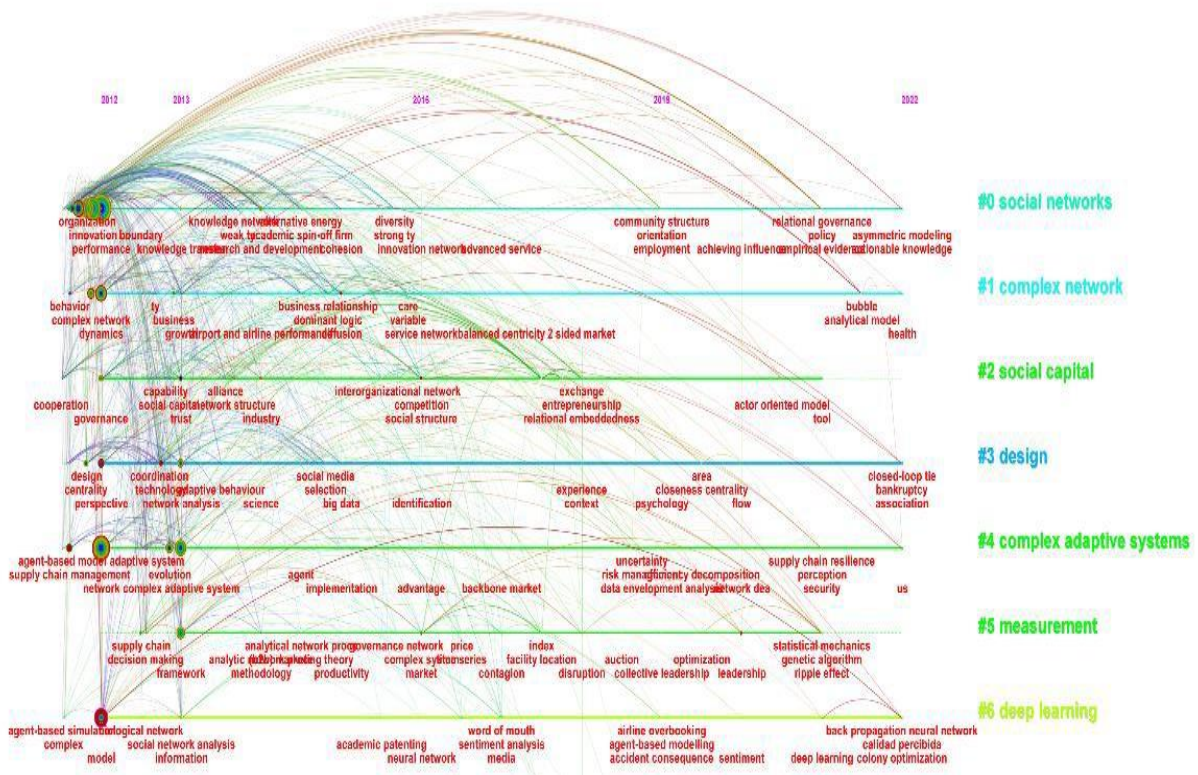 2012 2013 2016 2019 2022
organization knowledge network alternative energy diversity community structure relational governance
innovation boundary weak ty academic spin-off firm strong ty orientation policy asymmetric modeling
performance knowledge transfer research and development cohesion innovation network advanced service employment achieving influence empirical evidence actionable knowledge
#0 social networks
behavior ty business relationship care bubble
complex network business dominant logic variable analytical model
dynamics growth airport and airline performance diffusion service network balanced centricity 2 sided market health
#1 complex network
capability alliance interorganizational network exchange
cooperation social capital network structure competition entrepreneurship actor oriented model
governance trust industry social structure relational embeddedness tool
#2 social capital
design coordination social media area closed-loop tie
centrality technology adaptive behaviour selection experience closeness centrality bankruptcy
perspective network analysis science big data identification context psychology flow association
#3 design
agent-based model adaptive system uncertainty supply chain resilience
supply chain management evolution agent risk management efficiency decomposition perception
network complex adaptive system implementation advantage backbone market data envelopment analysis network dea security us
#4 complex adaptive systems
supply chain analytical network proce governance network price index statistical mechanics
decision making analytic marketing theory complex system time series facility location auction optimization genetic algorithm
framework methodology productivity market contagion disruption collective leadership leadership ripple effect
#5 measurement
agent-based simulation biological network word of mouth airline overbooking back propagation neural network
complex social network analysis academic patenting sentiment analysis agent-based modelling calidad percibida
model information neural network media accident consequence sentiment deep learning colony optimization
#6 deep learning